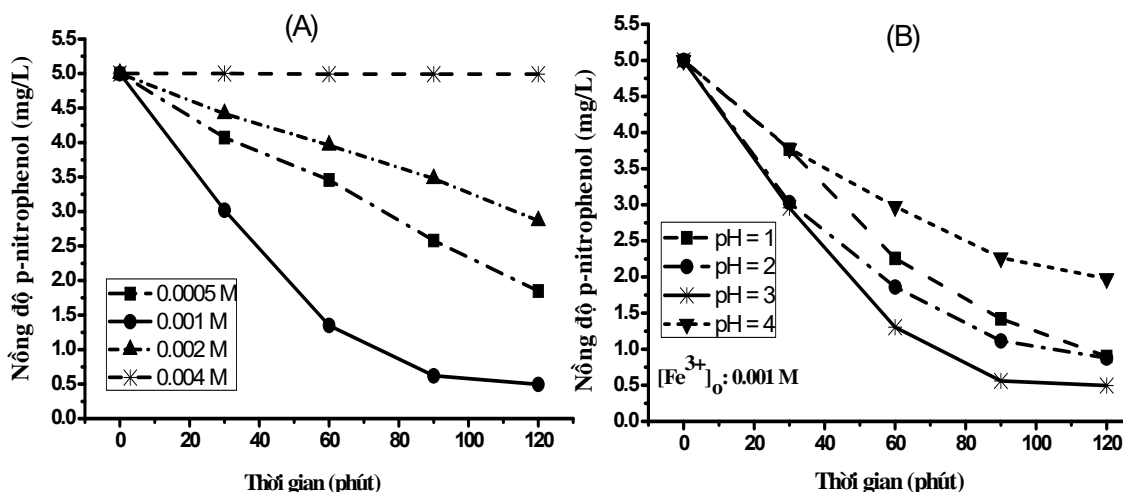 (A)
Nồng độ p-nitrophenol (mg/L)
5.5
5.0
4.5
4.0
3.5
3.0
2.5
2.0
1.5
1.0
0.5
0.0
0.0005 M
0.001 M
0.002 M
0.004 M
0 20 40 60 80 100 120
Thời gian (phút)
(B)
Nồng độ p-nitrophenol (mg/L)
5.5
5.0
4.5
4.0
3.5
3.0
2.5
2.0
1.5
1.0
0.5
0.0
pH = 1
pH = 2
pH = 3
pH = 4
[Fe³⁺]ₒ: 0.001 M
0 20 40 60 80 100 120
Thời gian (phút)